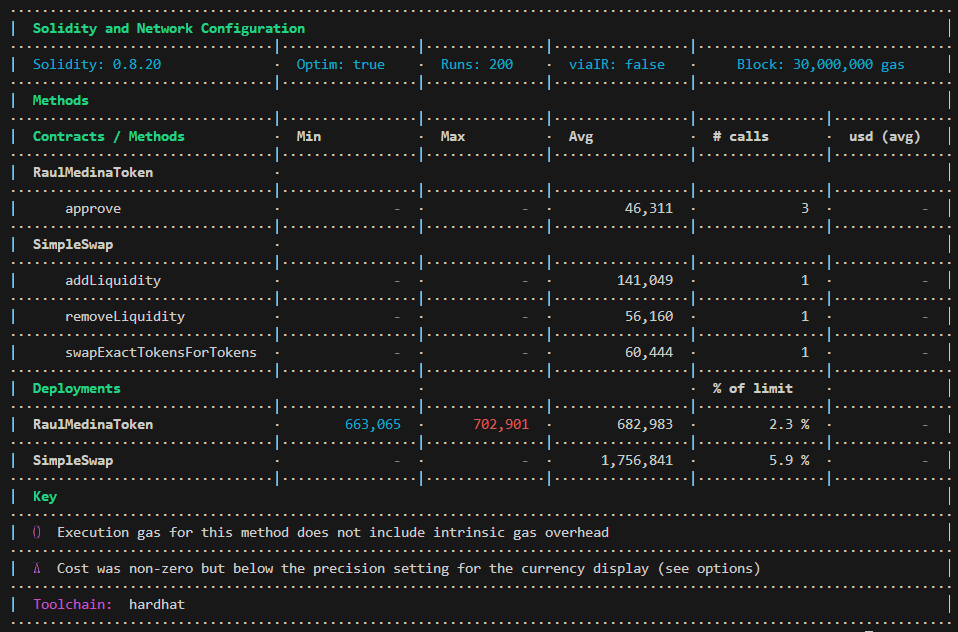 Solidity and Network Configuration
Solidity: 0.8.20 · Optim: true · Runs: 200 · viaIR: false · Block: 30,000,000 gas
Methods
Contracts / Methods · Min · Max · Avg · # calls · usd (avg)
RaulMedinaToken ·
approve · - · - · 46,311 · 3 · -
SimpleSwap ·
addLiquidity · - · - · 141,049 · 1 · -
removeLiquidity · - · - · 56,160 · 1 · -
swapExactTokensForTokens · - · - · 60,444 · 1 · -
Deployments · · % of limit ·
RaulMedinaToken · 663,065 · 702,901 · 682,983 · 2.3 % · -
SimpleSwap · - · - · 1,756,841 · 5.9 % · -
Key
Execution gas for this method does not include intrinsic gas overhead
Cost was non-zero but below the precision setting for the currency display (see options)
Toolchain: hardhat